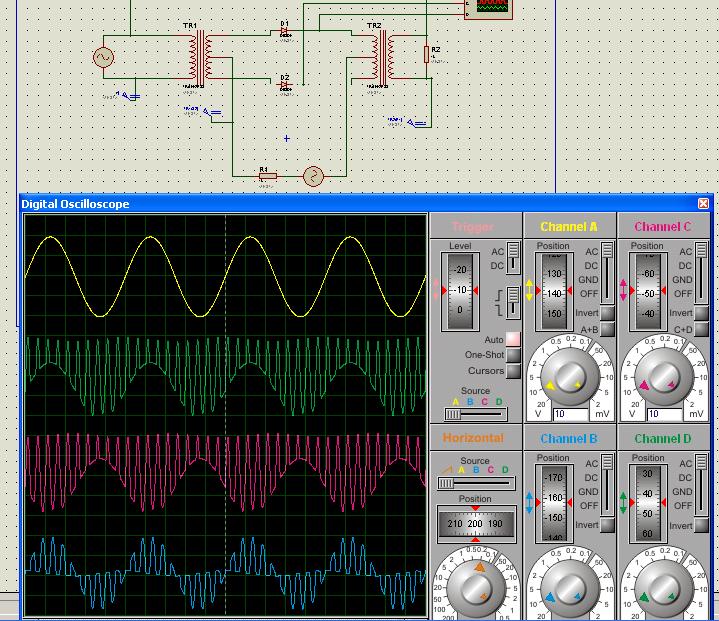 TR1
D1
TR2
R2
D2
R1
Digital Oscilloscope
Trigger
Level
-20
-10
0
AC
DC
Auto
One-Shot
Cursors
Source
A B C D
Horizontal
Source
A B C D
Position
210 200 190
Channel A
Position
-130
-140
-150
AC
DC
GND
OFF
Invert
A+B
V
10
mV
Channel C
Position
-60
-50
-40
AC
DC
GND
OFF
Invert
C+D
V
10
mV
Channel B
Position
-170
-160
-150
-140
AC
DC
GND
OFF
Invert
Channel D
Position
30
40
50
60
AC
DC
GND
OFF
Invert